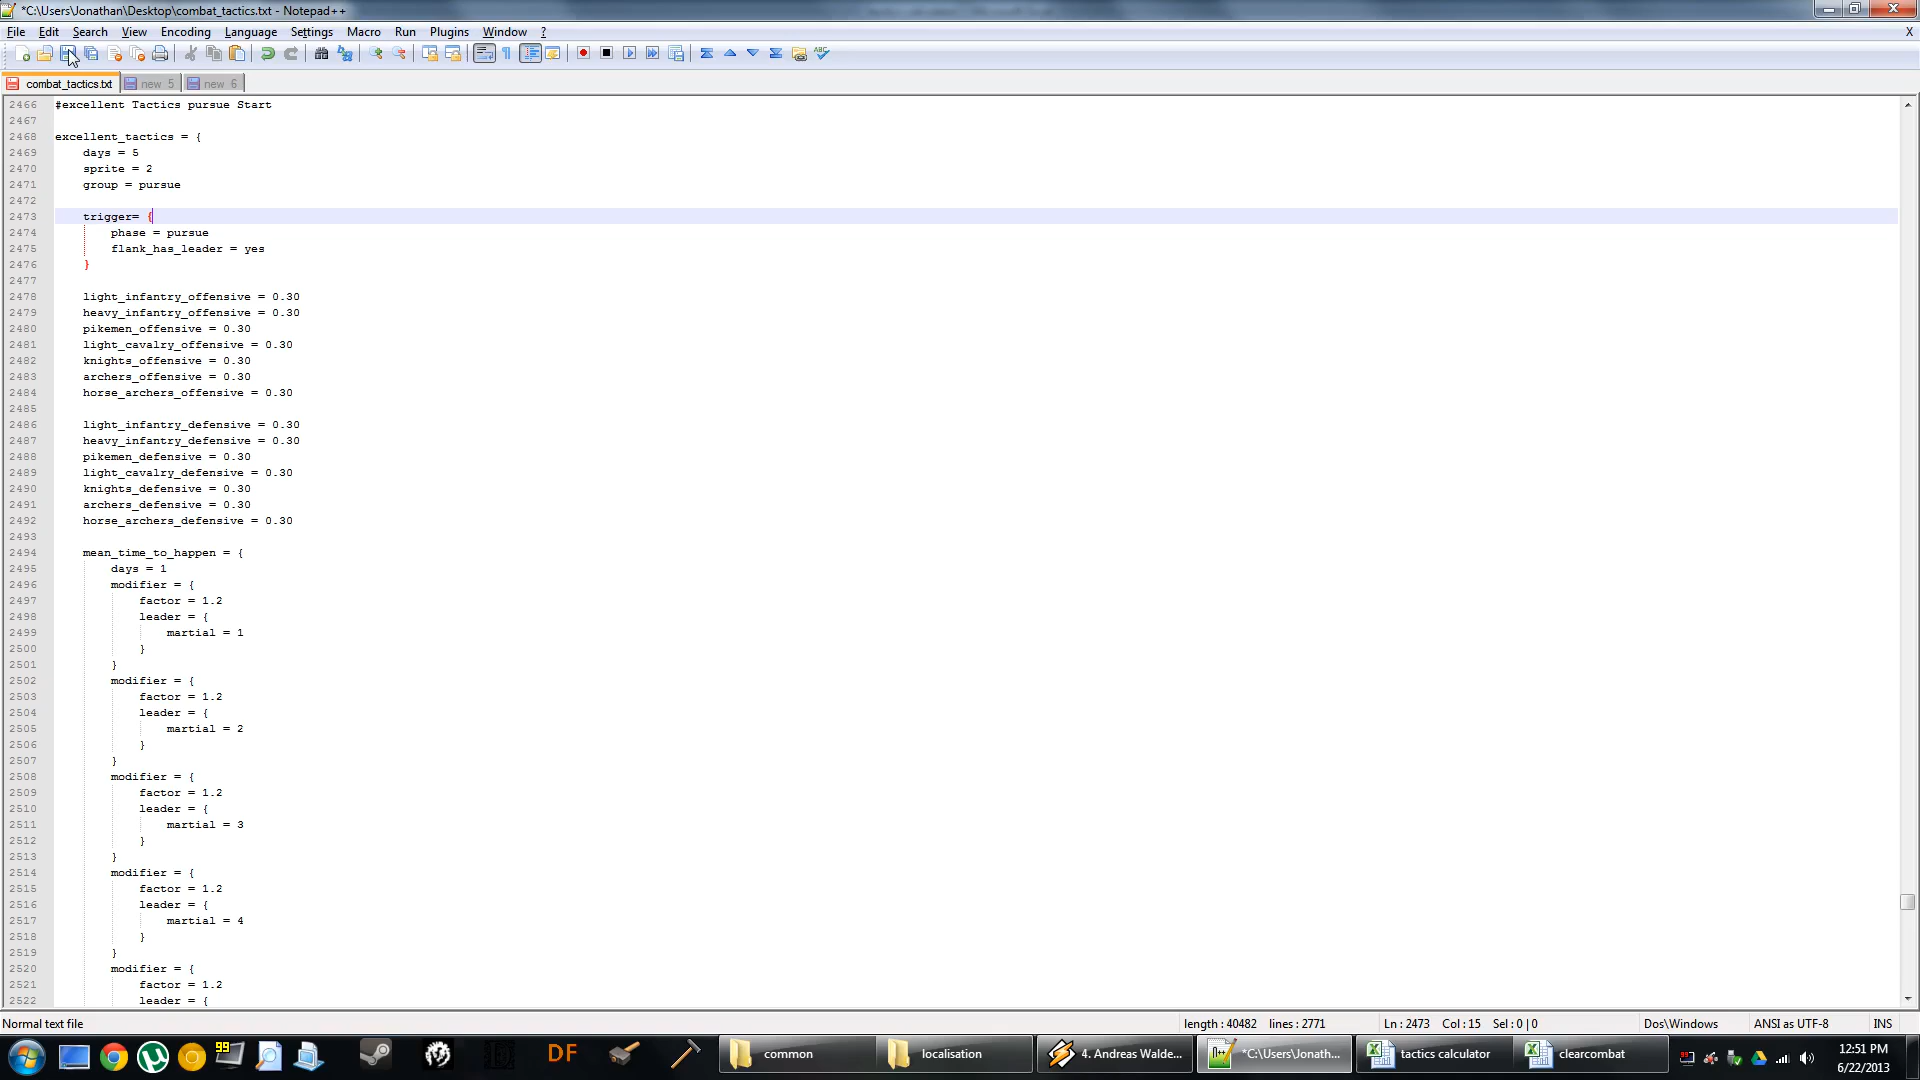 *C:\Users\Jonathan\Desktop\combat_tactics.txt - Notepad++
File Edit Search View Encoding Language Settings Macro Run Plugins Window ?
X
combat_tactics.txt new 5 new 6
2466 #excellent Tactics pursue Start
2467
2468 excellent_tactics = {
2469 days = 5
2470 sprite = 2
2471 group = pursue
2472
2473 trigger= {
2474 phase = pursue
2475 flank_has_leader = yes
2476 }
2477
2478 light_infantry_offensive = 0.30
2479 heavy_infantry_offensive = 0.30
2480 pikemen_offensive = 0.30
2481 light_cavalry_offensive = 0.30
2482 knights_offensive = 0.30
2483 archers_offensive = 0.30
2484 horse_archers_offensive = 0.30
2485
2486 light_infantry_defensive = 0.30
2487 heavy_infantry_defensive = 0.30
2488 pikemen_defensive = 0.30
2489 light_cavalry_defensive = 0.30
2490 knights_defensive = 0.30
2491 archers_defensive = 0.30
2492 horse_archers_defensive = 0.30
2493
2494 mean_time_to_happen = {
2495 days = 1
2496 modifier = {
2497 factor = 1.2
2498 leader = {
2499 martial = 1
2500 }
2501 }
2502 modifier = {
2503 factor = 1.2
2504 leader = {
2505 martial = 2
2506 }
2507 }
2508 modifier = {
2509 factor = 1.2
2510 leader = {
2511 martial = 3
2512 }
2513 }
2514 modifier = {
2515 factor = 1.2
2516 leader = {
2517 martial = 4
2518 }
2519 }
2520 modifier = {
2521 factor = 1.2
2522 leader = {
Normal text file length : 40482 lines : 2771 Ln : 2473 Col : 15 Sel : 0 | 0 Dos\Windows ANSI as UTF-8 INS
99 DF common localisation 4. Andreas Walde... *C:\Users\Jonath... tactics calculator clearcombat 12:51 PM
6/22/2013